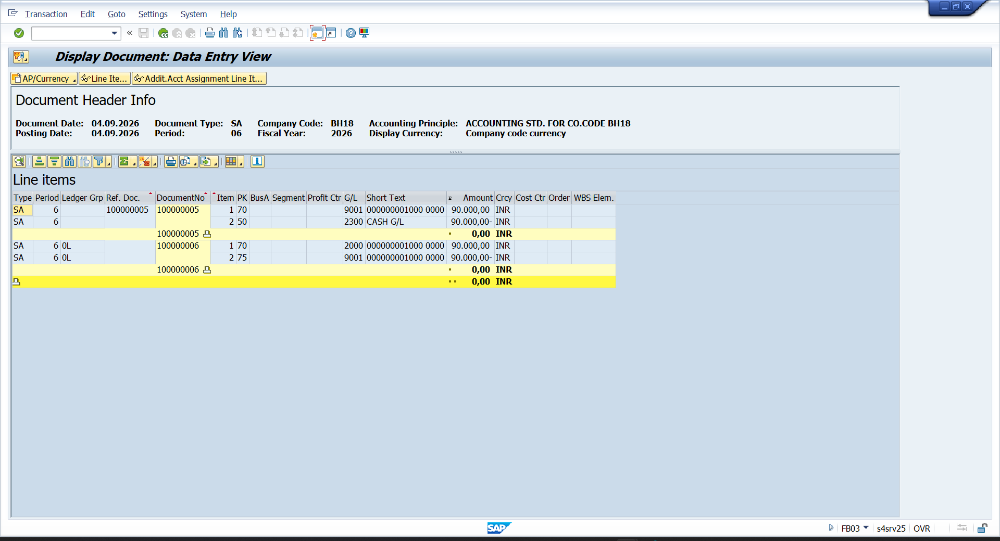 Transaction Edit Goto Settings System Help
Display Document: Data Entry View
AP/Currency Line Ite... Addit.Acct Assignment Line It...
Document Header Info
Document Date: 04.09.2026 Document Type: SA Company Code: BH18 Accounting Principle: ACCOUNTING STD. FOR CO.CODE BH18
Posting Date: 04.09.2026 Period: 06 Fiscal Year: 2026 Display Currency: Company code currency
Line items
Type Period Ledger Grp Ref. Doc. DocumentNo Item PK BusA Segment Profit Ctr G/L Short Text Σ Amount Crcy Cost Ctr Order WBS Elem.
SA 6 100000005 100000005 1 70 9001 000000001000 0000 90.000,00 INR
SA 6 2 50 2300 CASH G/L 90.000,00- INR
100000005 0,00 INR
SA 6 0L 100000006 1 70 2000 000000001000 0000 90.000,00 INR
SA 6 0L 2 75 9001 000000001000 0000 90.000,00- INR
100000006 0,00 INR
0,00 INR
SAP FB03 s4srv25 OVR